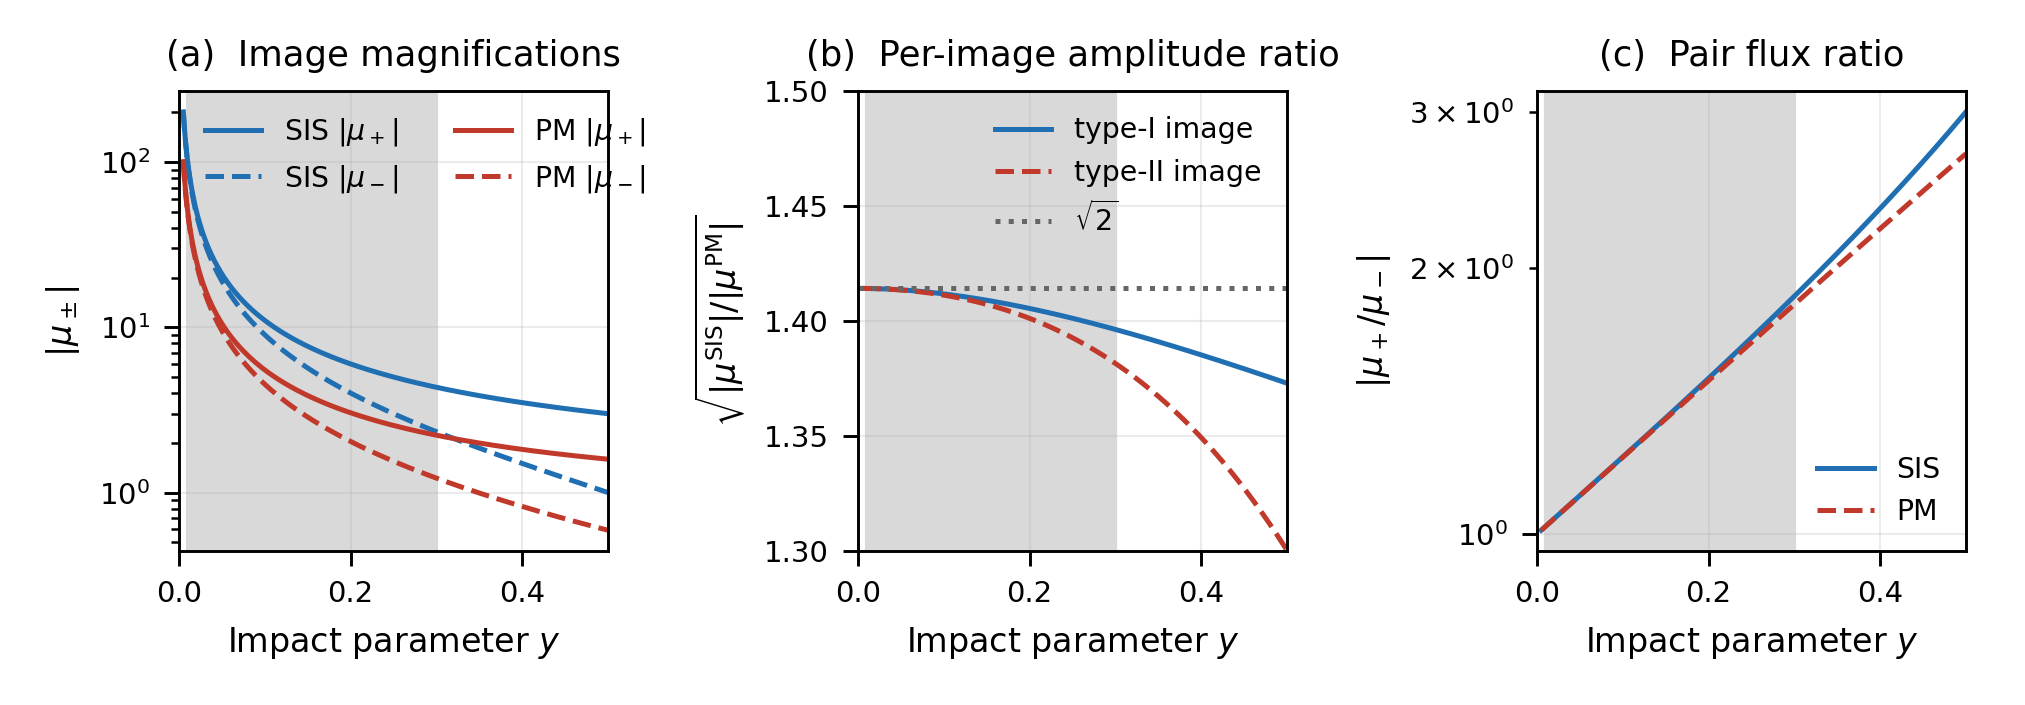 (a) Image magnifications
|μ±|
10²
10¹
10⁰
SIS |μ₊|
SIS |μ₋|
PM |μ₊|
PM |μ₋|
0.0 0.2 0.4
Impact parameter y
(b) Per-image amplitude ratio
√|μ^SIS|/|μ^PM|
1.50
1.45
1.40
1.35
1.30
type-I image
type-II image
√2
0.0 0.2 0.4
Impact parameter y
(c) Pair flux ratio
|μ₊/μ₋|
3 × 10⁰
2 × 10⁰
10⁰
SIS
PM
0.0 0.2 0.4
Impact parameter y